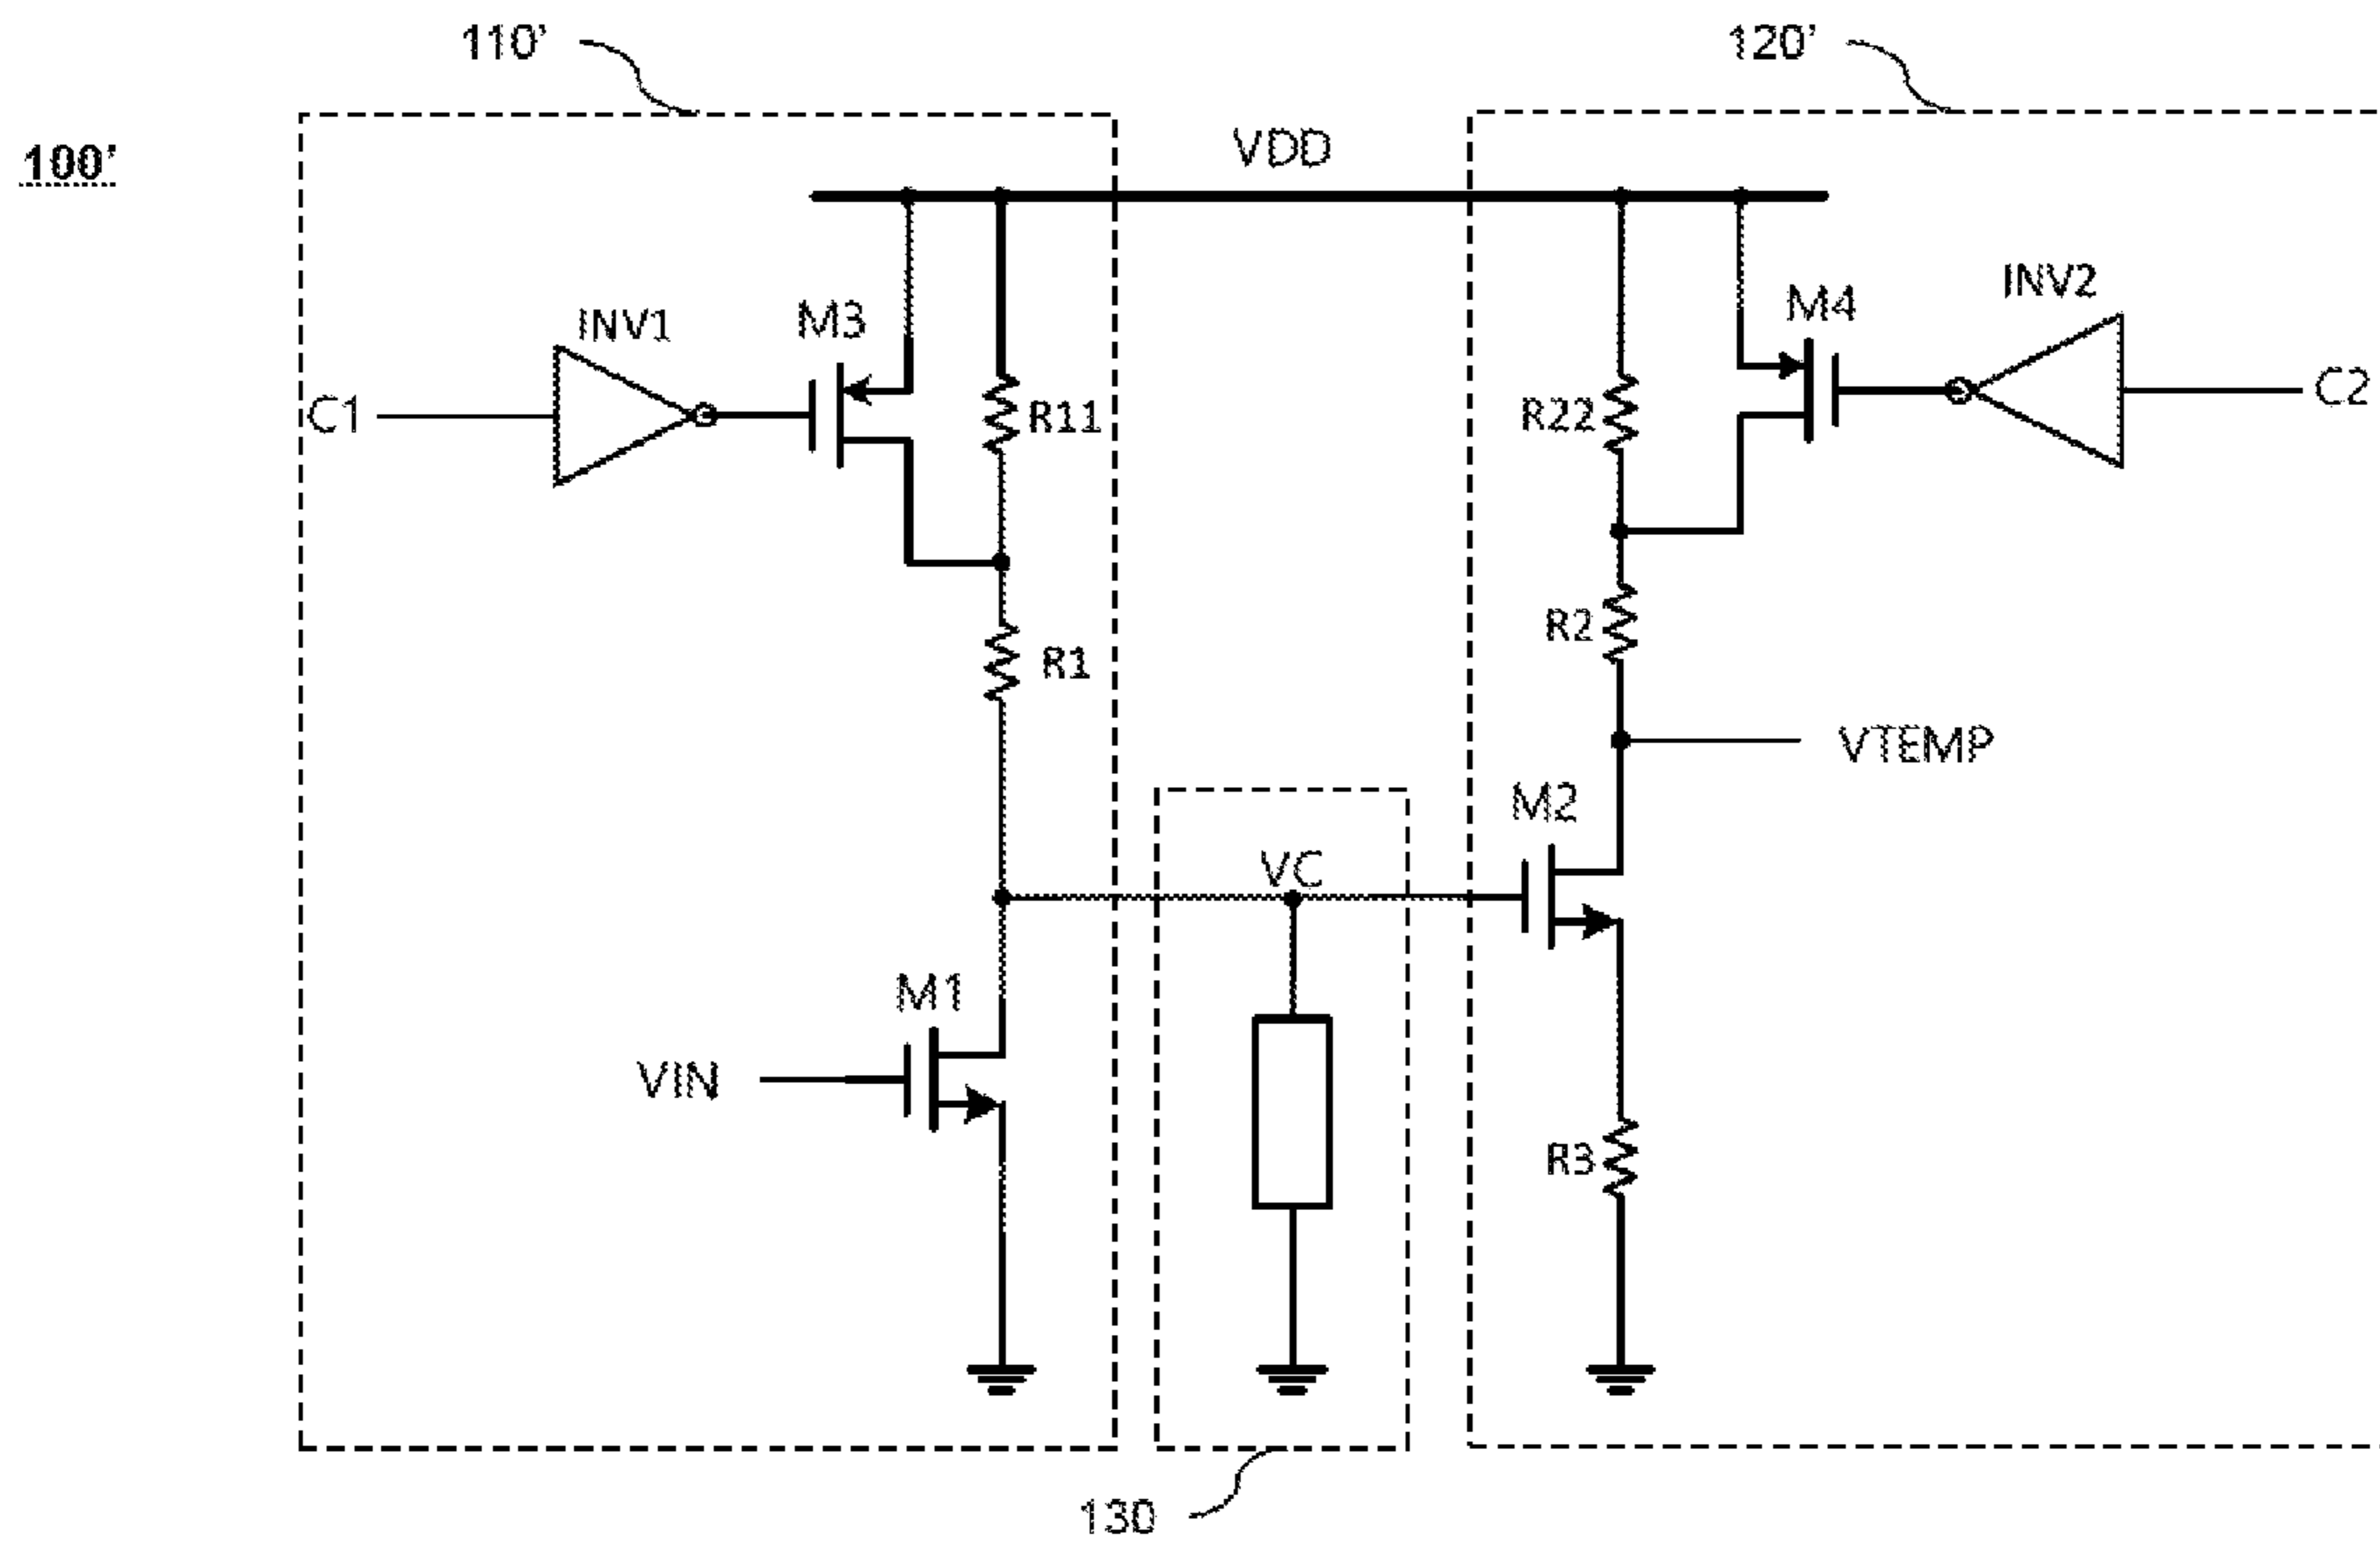 110’
120’
100’
VDD
INV1
M3
C1
R11
R1
R22
M4
INV2
C2
R2
VTEMP
M2
VC
M1
VIN
R3
130